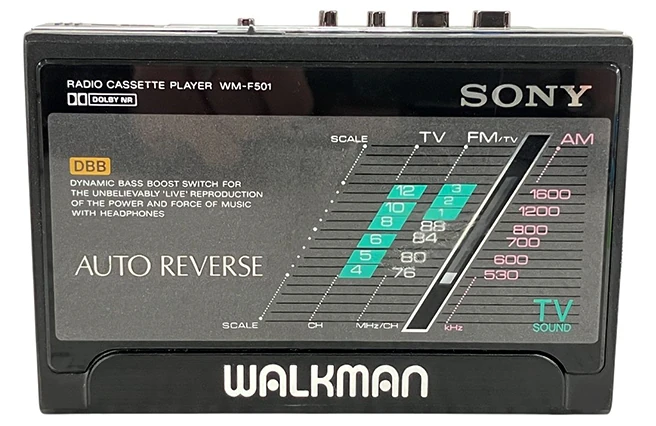 RADIO CASSETTE PLAYER WM-F501
DOLBY NR
SONY
SCALE TV FM/TV AM
DBB
DYNAMIC BASS BOOST SWITCH FOR
THE UNBELIEVABLY 'LIVE' REPRODUCTION
OF THE POWER AND FORCE OF MUSIC
WITH HEADPHONES
AUTO REVERSE
12 3 1600
10 2 1200
8 1
88 800
6 84 700
5 80 600
4 76 530
TV
SOUND
SCALE CH MHz/CH kHz
WALKMAN